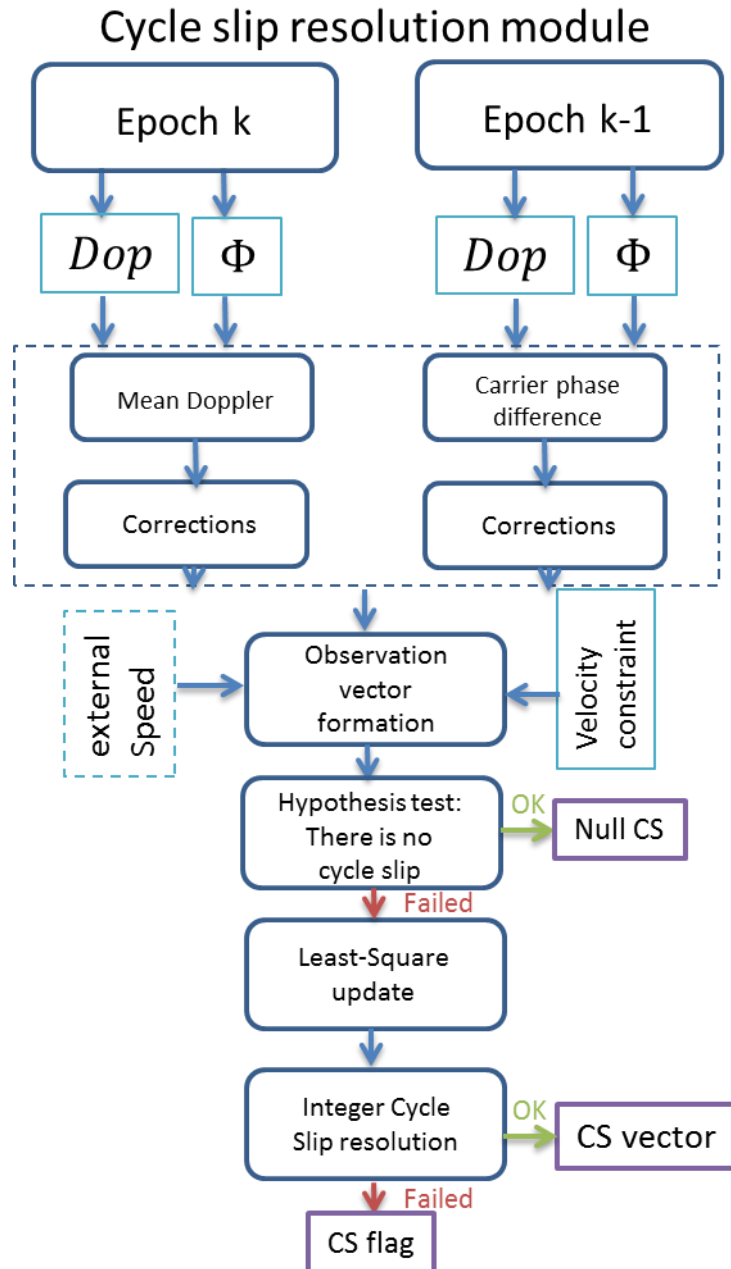 Cycle slip resolution module
Epoch k
Epoch k-1
Dop
Φ
Dop
Φ
Mean Doppler
Carrier phase
difference
Corrections
Corrections
external
Speed
Observation
vector
formation
Velocity
constraint
Hypothesis test:
There is no
cycle slip
OK
Null CS
Failed
Least-Square
update
Integer Cycle
Slip resolution
OK
CS vector
Failed
CS flag